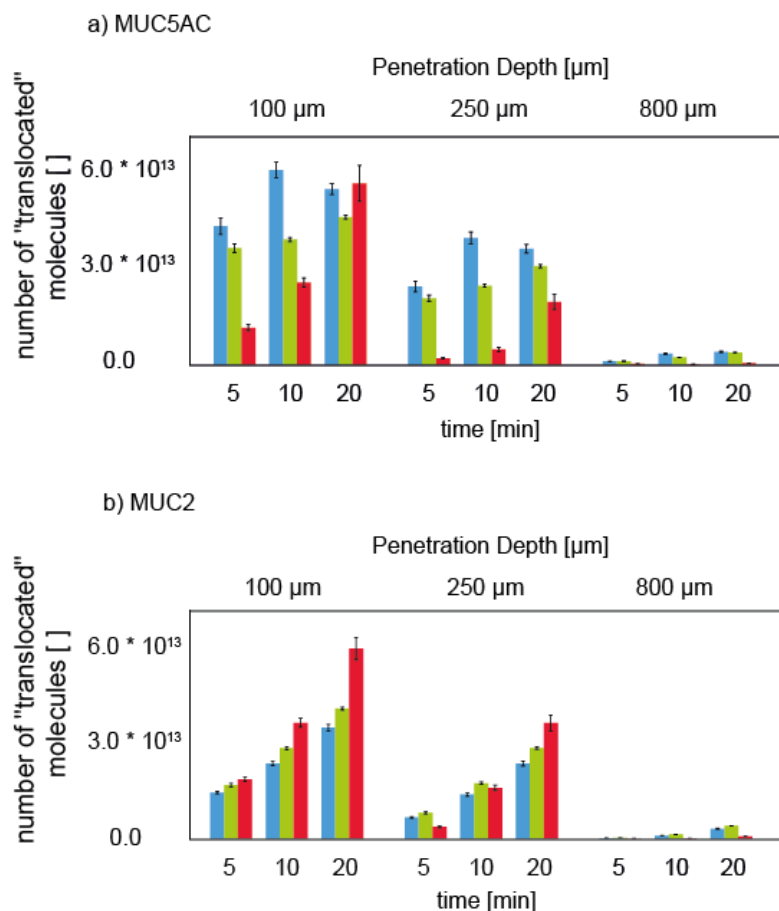 a) MUC5AC
Penetration Depth [µm]
100 µm 250 µm 800 µm
number of "translocated"
molecules [ ]
6.0 * 10¹³
3.0 * 10¹³
0.0
5 10 20 5 10 20 5 10 20
time [min]
b) MUC2
Penetration Depth [µm]
100 µm 250 µm 800 µm
number of "translocated"
molecules [ ]
6.0 * 10¹³
3.0 * 10¹³
0.0
5 10 20 5 10 20 5 10 20
time [min]